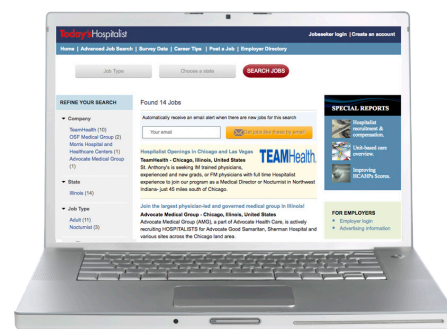 Today's Hospitalist
Jobseeker login | Create an account
Home | Advanced Job Search | Survey Data | Career Tips | Post a Job | Employer Directory
Job Type
Choose a state
SEARCH JOBS
REFINE YOUR SEARCH
Company
TeamHealth (10)
OSF Medical Group (2)
Morris Hospital and
Healthcare Centers (1)
Advocate Medical Group
(1)
State
Illinois (14)
Job Type
Adult (11)
Nocturnist (3)
Found 14 Jobs
Automatically receive an email alert when there are new jobs for this search
Your email
Get jobs like these by email
Hospitalist Openings in Chicago and Las Vegas
TeamHealth - Chicago, Illinois, United States
St. Anthony's is seeking IM trained physicians,
experienced and new grads, or FM physicians with full time Hospitalist
experience to join our program as a Medical Director or Nocturnist in Northwest
Indiana- just 45 miles south of Chicago.
TEAMHealth.
Join the largest physician-led and governed medical group in Illinois!
Advocate Medical Group - Chicago, Illinois, United States
Advocate Medical Group (AMG), a part of Advocate Health Care, is actively
recruiting HOSPITALISTS for Advocate Good Samaritan, Sherman Hospital and
various sites across the Chicago land area.
SPECIAL REPORTS
Hospitalist
recruitment &
compensation.
Unit-based care
overview.
Improving
HCAHPs Scores.
FOR EMPLOYERS
Employer login
Advertising information